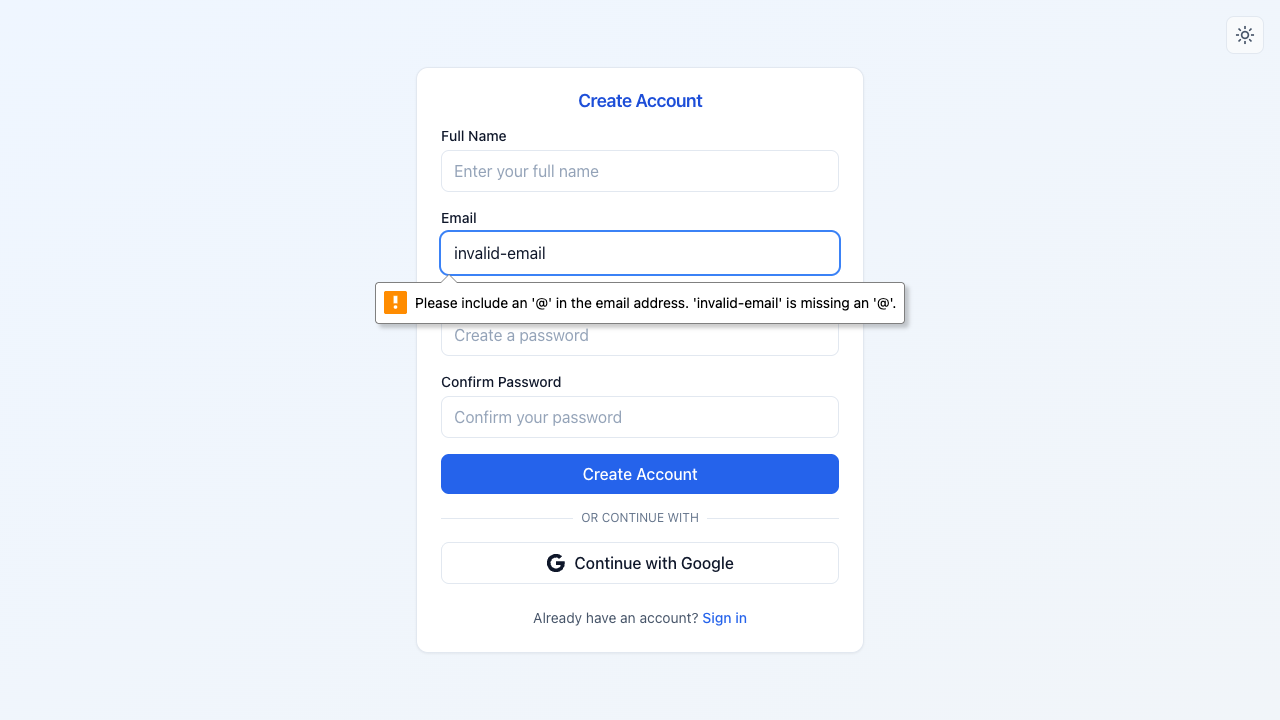 Create Account
Full Name
Enter your full name
Email
invalid-email
Please include an '@' in the email address. 'invalid-email' is missing an '@'.
Create a password
Confirm Password
Confirm your password
Create Account
OR CONTINUE WITH
Continue with Google
Already have an account? Sign in